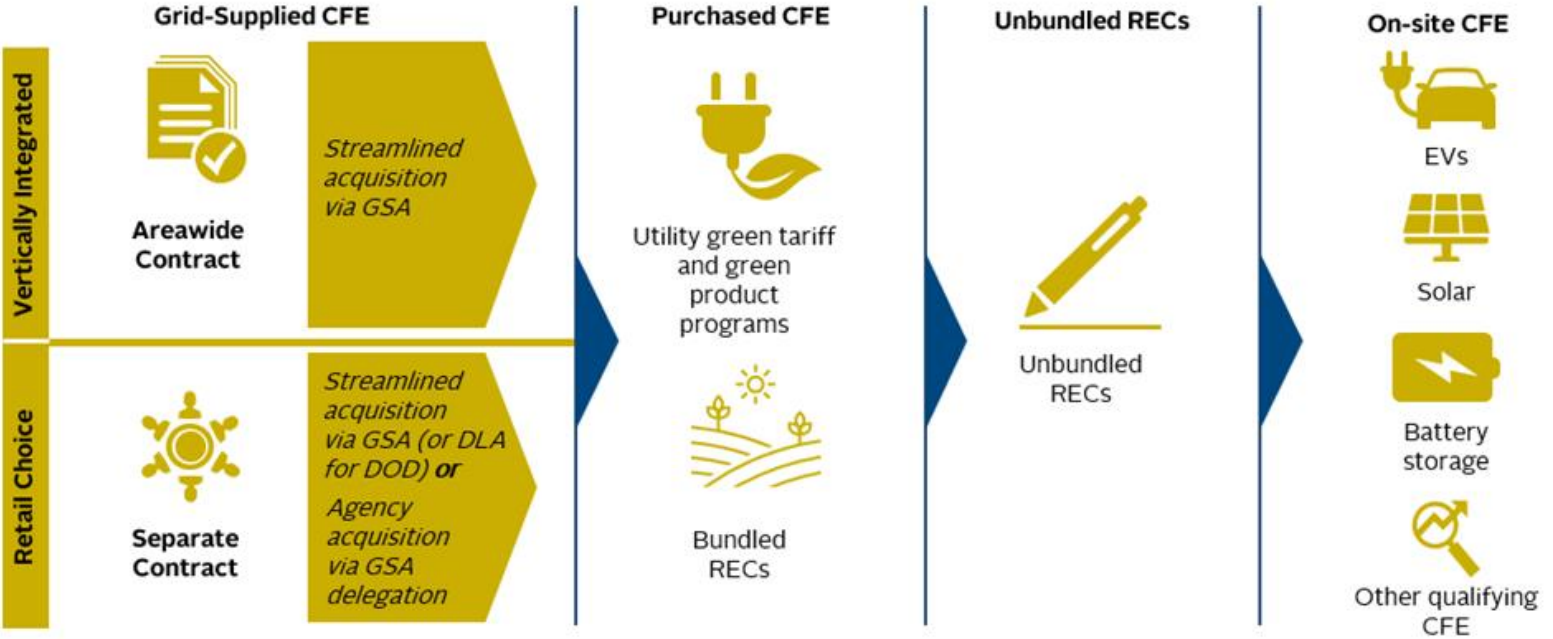 Grid-Supplied CFE
Vertically Integrated
Areawide
Contract
Streamlined
acquisition
via GSA
Retail Choice
Separate
Contract
Streamlined
acquisition
via GSA (or DLA
for DOD) or
Agency
acquisition
via GSA
delegation
Purchased CFE
Utility green tariff
and green
product
programs
Bundled
RECs
Unbundled RECs
Unbundled
RECs
On-site CFE
EVs
Solar
Battery
storage
Other qualifying
CFE